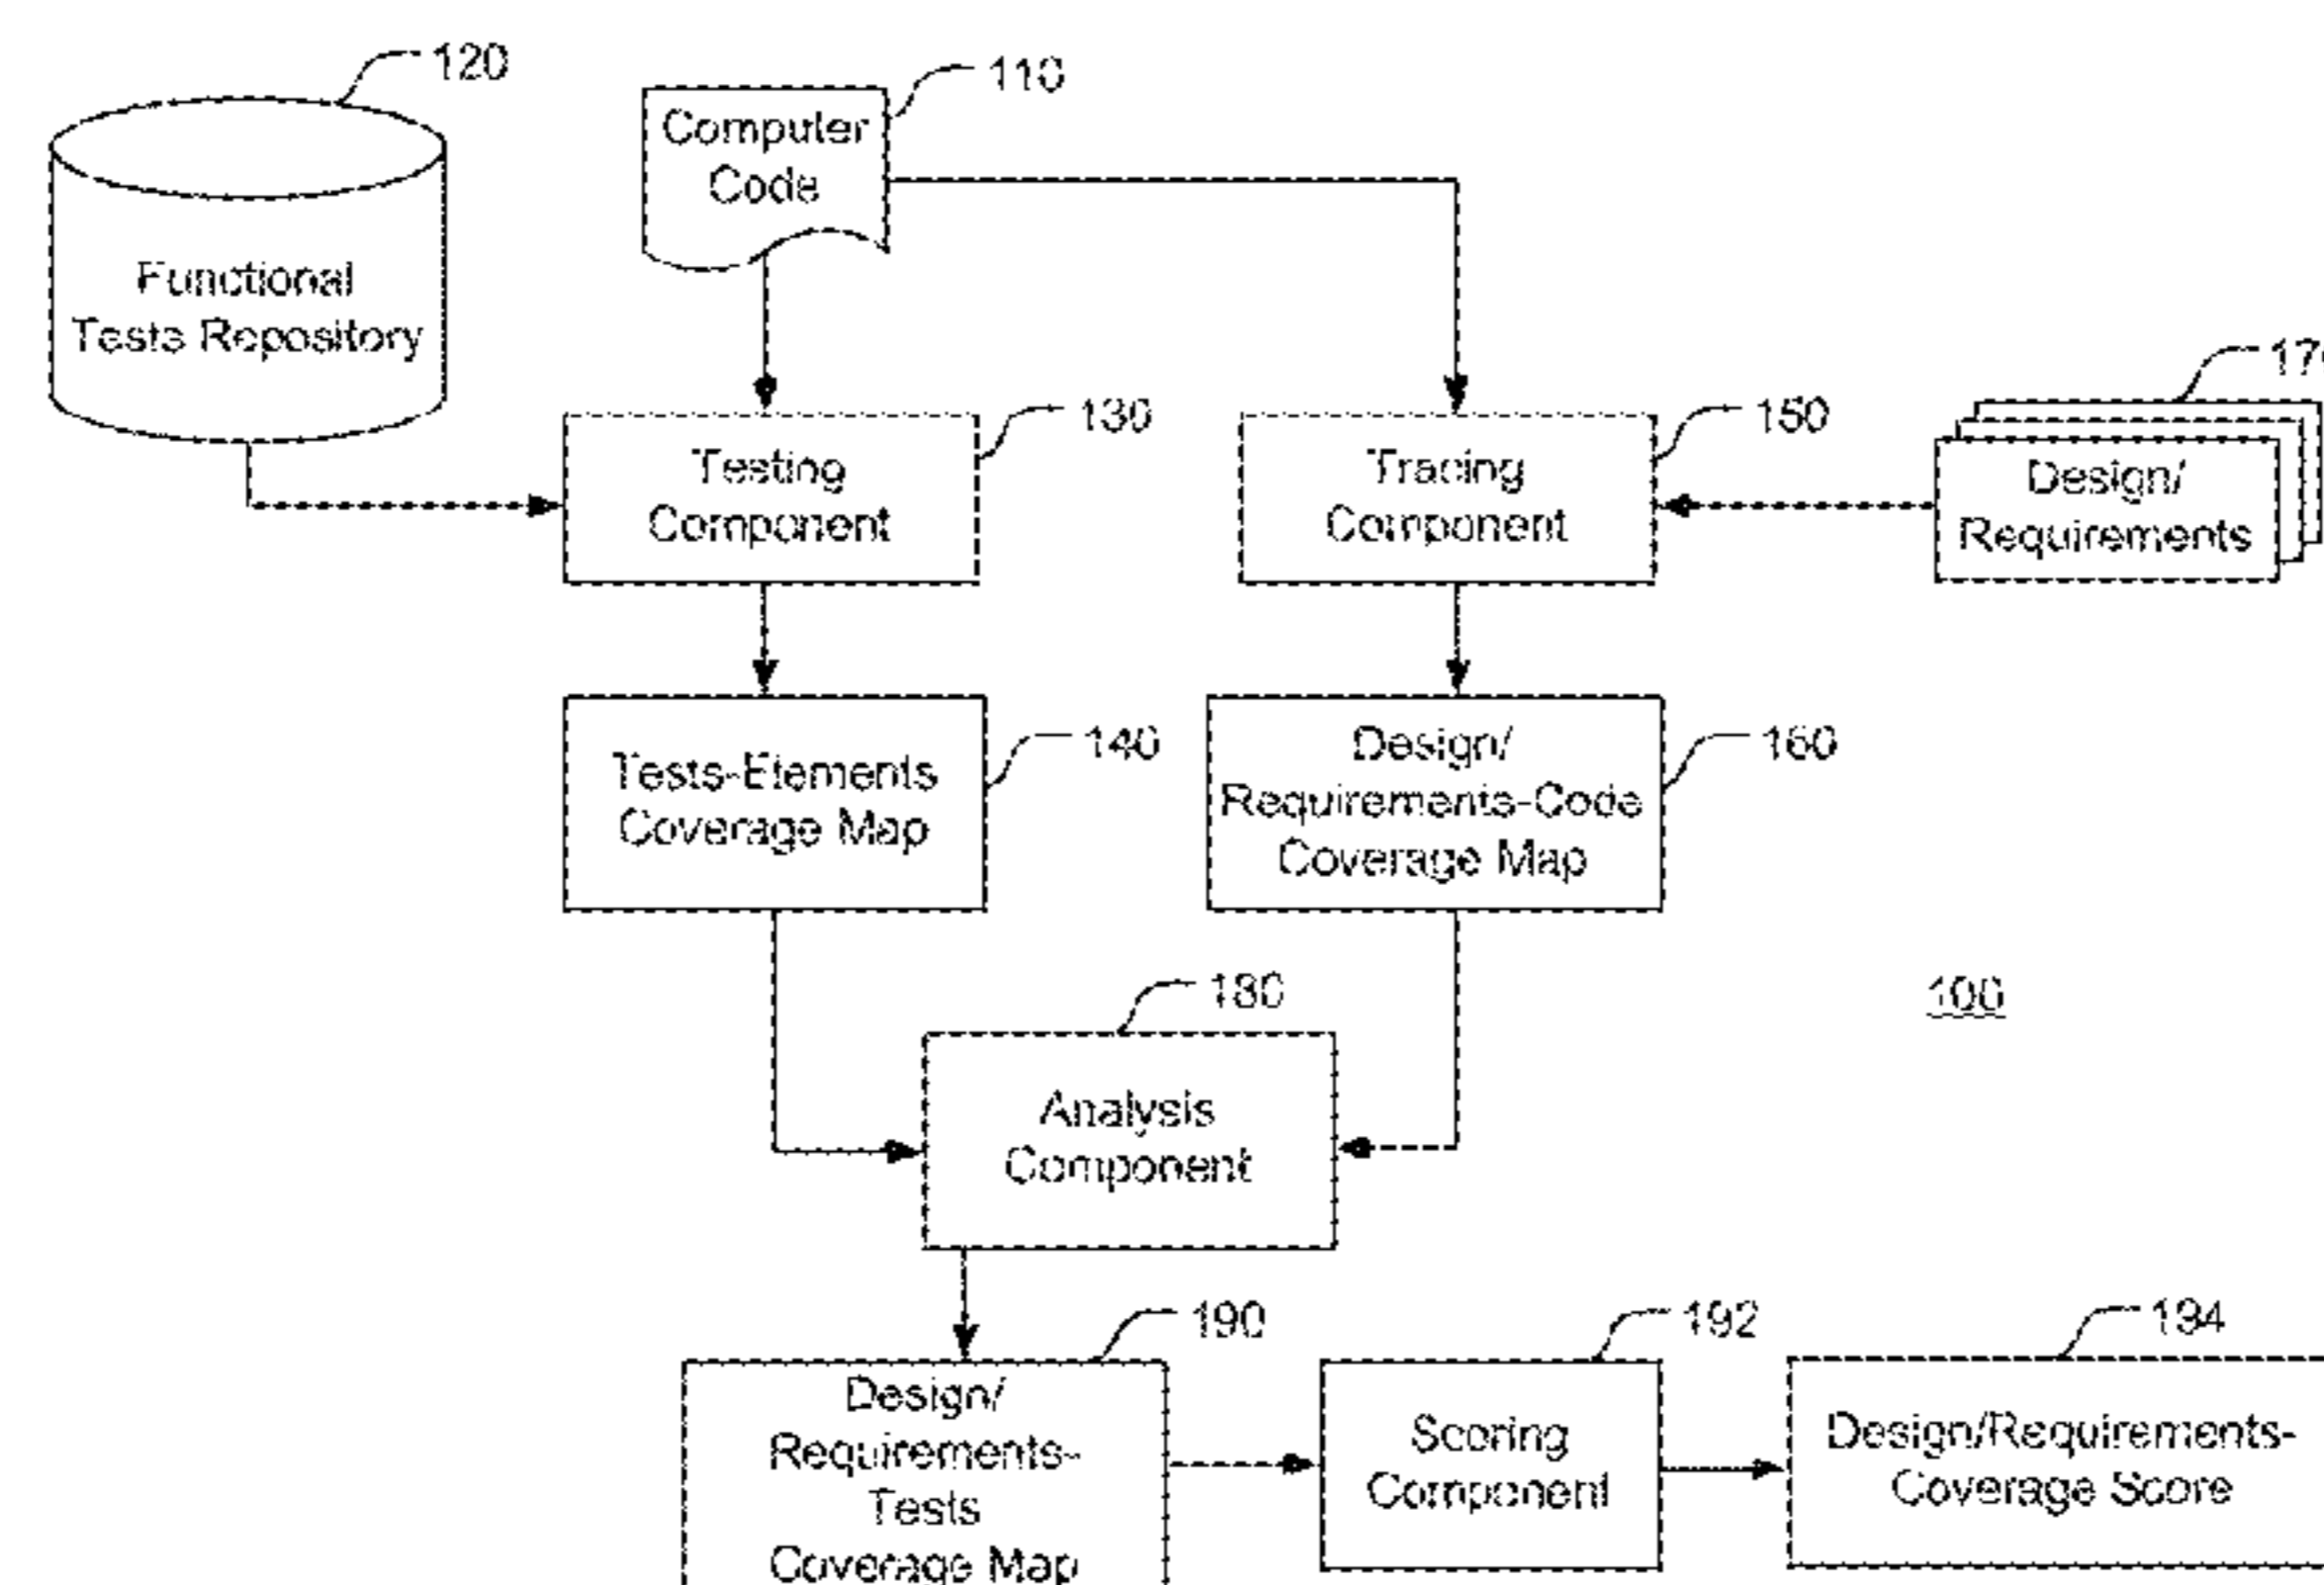 120
110
Computer
Code
Functional
Tests Repository
130
Testing
Component
150
Tracing
Component
Design/
Requirements
140
Tests-Elements
Coverage Map
160
Design/
Requirements-Code
Coverage Map
180
Analysis
Component
100
190
Design/
Requirements-
Tests
Coverage Map
192
Scoring
Component
194
Design/Requirements-
Coverage Score